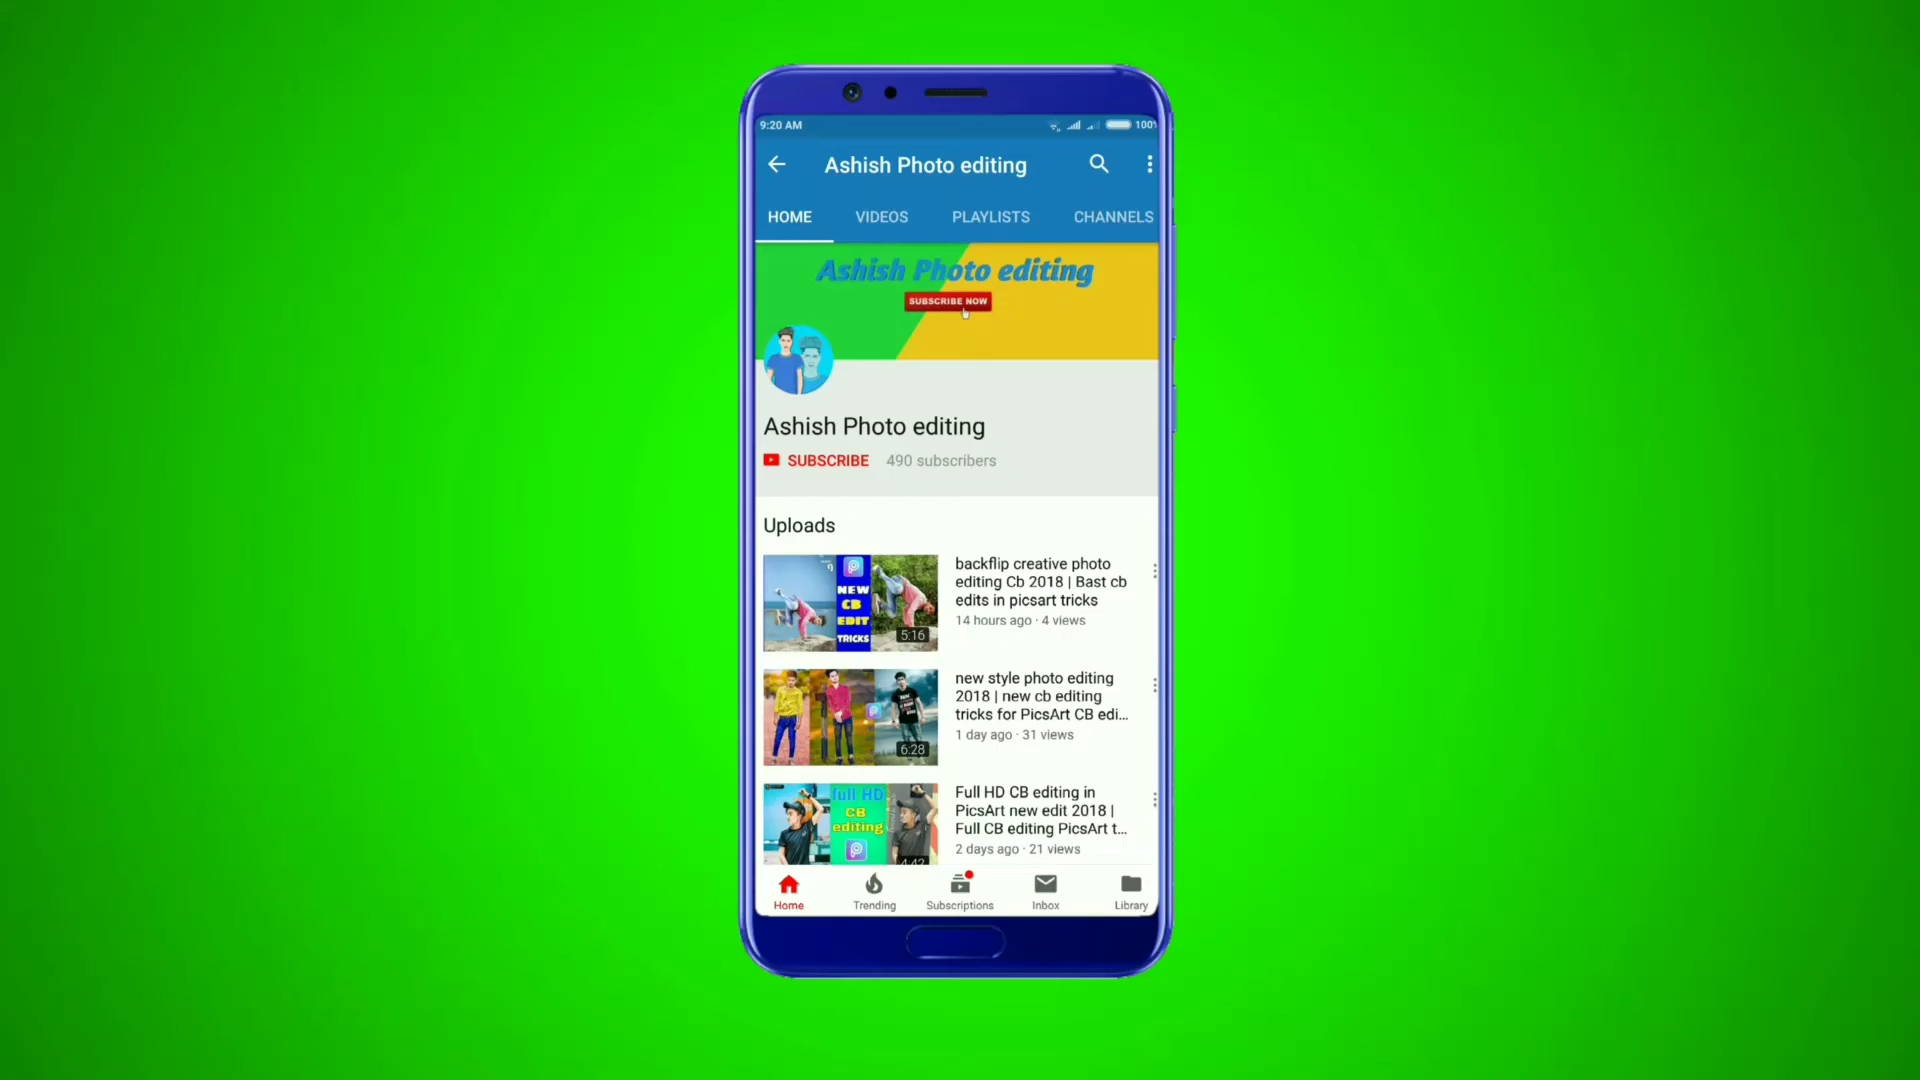 9:20 AM
100%
Ashish Photo editing
HOME VIDEOS PLAYLISTS CHANNELS
Ashish Photo editing
SUBSCRIBE NOW
Ashish Photo editing
SUBSCRIBE 490 subscribers
Uploads
NEW
CB
EDIT
TRICKS
5:16
backflip creative photo
editing Cb 2018 | Bast cb
edits in picsart tricks
14 hours ago · 4 views
6:28
new style photo editing
2018 | new cb editing
tricks for PicsArt CB edi...
1 day ago · 31 views
full HD
CB
editing
4:42
Full HD CB editing in
PicsArt new edit 2018 |
Full CB editing PicsArt t...
2 days ago · 21 views
Home Trending Subscriptions Inbox Library